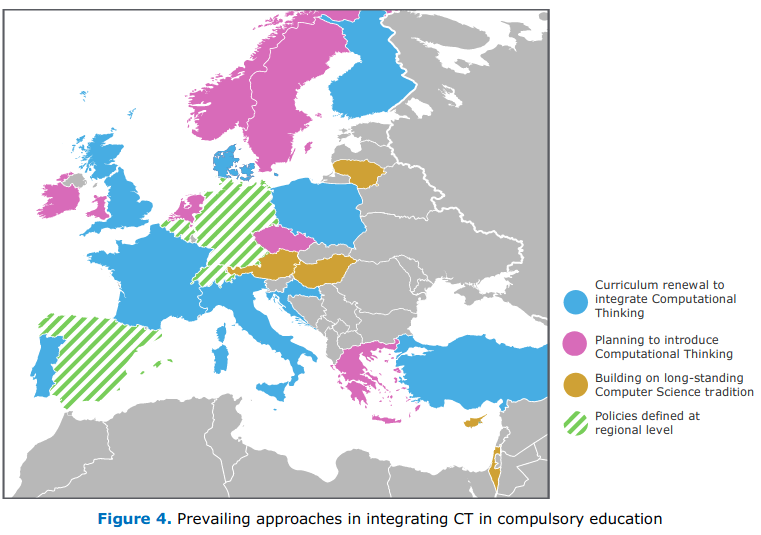 Curriculum renewal to
integrate Computational
Thinking
Planning to introduce
Computational Thinking
Building on long-standing
Computer Science tradition
Policies defined at
regional level
Figure 4. Prevailing approaches in integrating CT in compulsory education